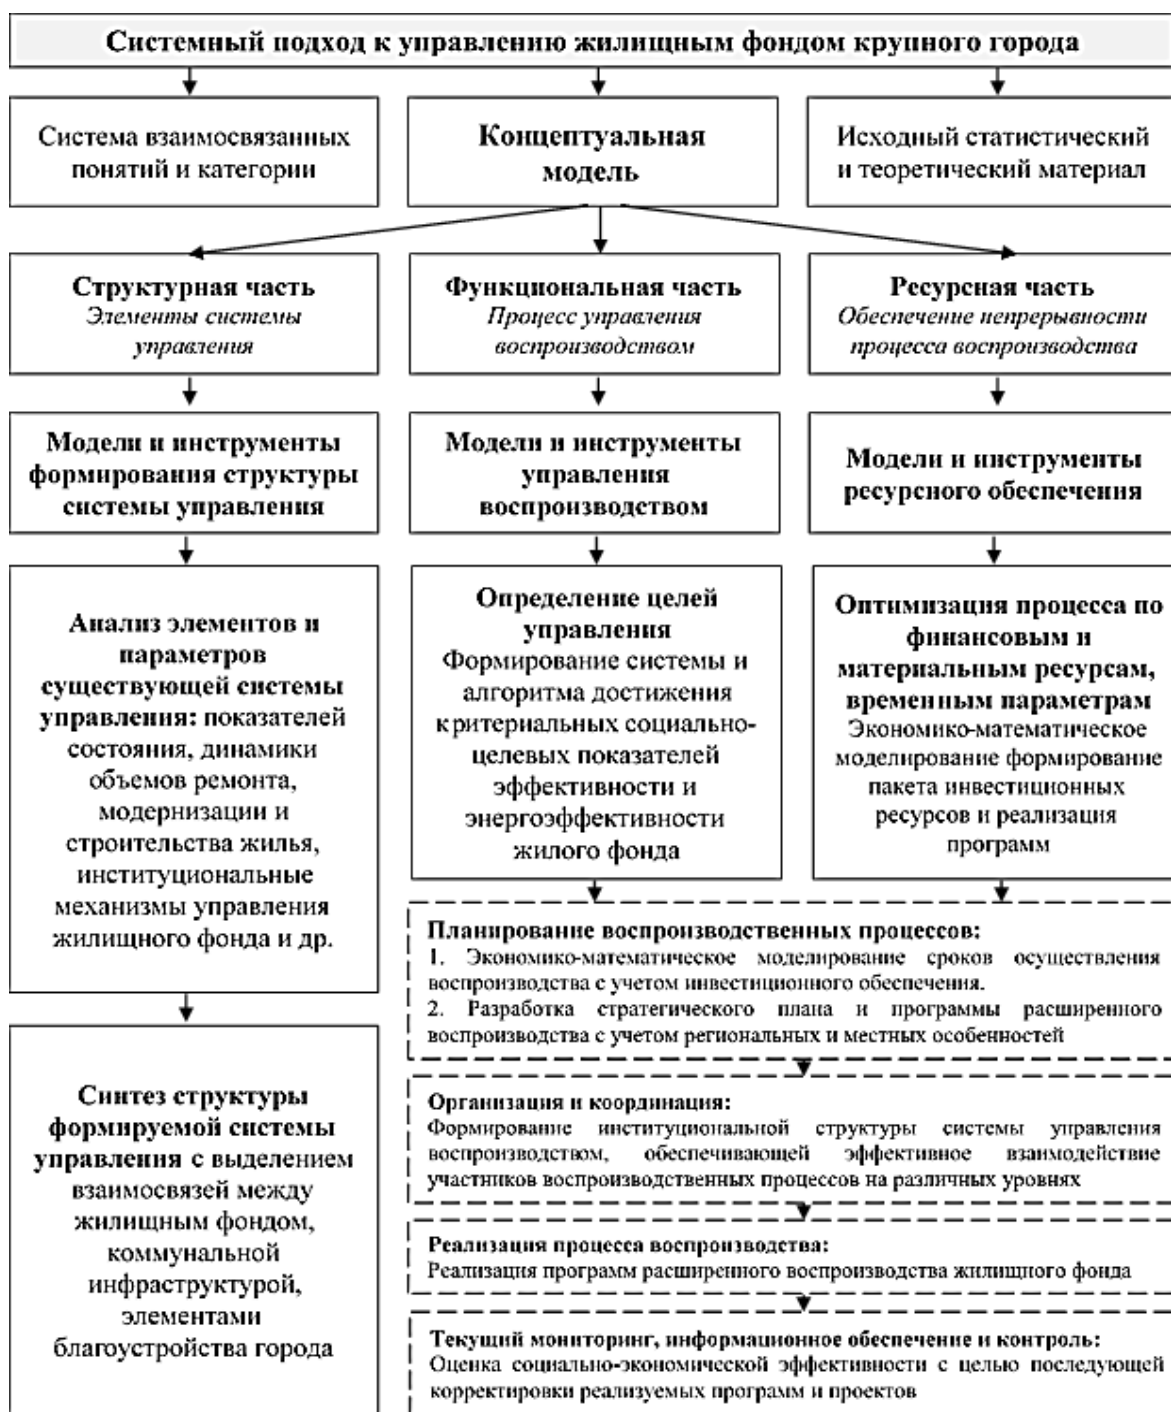 Системный подход к управлению жилищным фондом крупного города
Система взаимосвязанных
понятий и категории
Концептуальная
модель
Исходный статистический
и теоретический материал
Структурная часть
Элементы системы
управления
Функциональная часть
Процесс управления
воспроизводством
Ресурсная часть
Обеспечение непрерывности
процесса воспроизводства
Модели и инструменты
формирования структуры
системы управления
Модели и инструменты
управления
воспроизводством
Модели и инструменты
ресурсного обеспечения
Анализ элементов и
параметров
существующей системы
управления: показателей
состояния, динамики
объемов ремонта,
модернизации и
строительства жилья,
институциональные
механизмы управления
жилищного фонда и др.
Определение целей
управления
Формирование системы и
алгоритма достижения
критериальных социально-
целевых показателей
эффективности и
энергоэффективности
жилого фонда
Оптимизация процесса по
финансовым и
материальным ресурсам,
временным параметрам
Экономико-математическое
моделирование формирование
пакета инвестиционных
ресурсов и реализация
программ
Синтез структуры
формируемой системы
управления с выделением
взаимосвязей между
жилищным фондом,
коммунальной
инфраструктурой,
элементами
благоустройства города
Планирование воспроизводственных процессов:
1. Экономико-математическое моделирование сроков осуществления
воспроизводства с учетом инвестиционного обеспечения.
2. Разработка стратегического плана и программы расширенного
воспроизводства с учетом региональных и местных особенностей
Организация и координация:
Формирование институциональной структуры системы управления
воспроизводством, обеспечивающей эффективное взаимодействие
участников воспроизводственных процессов на различных уровнях
Реализация процесса воспроизводства:
Реализация программ расширенного воспроизводства жилищного фонда
Текущий мониторинг, информационное обеспечение и контроль:
Оценка социально-экономической эффективности с целью последующей
корректировки реализуемых программ и проектов